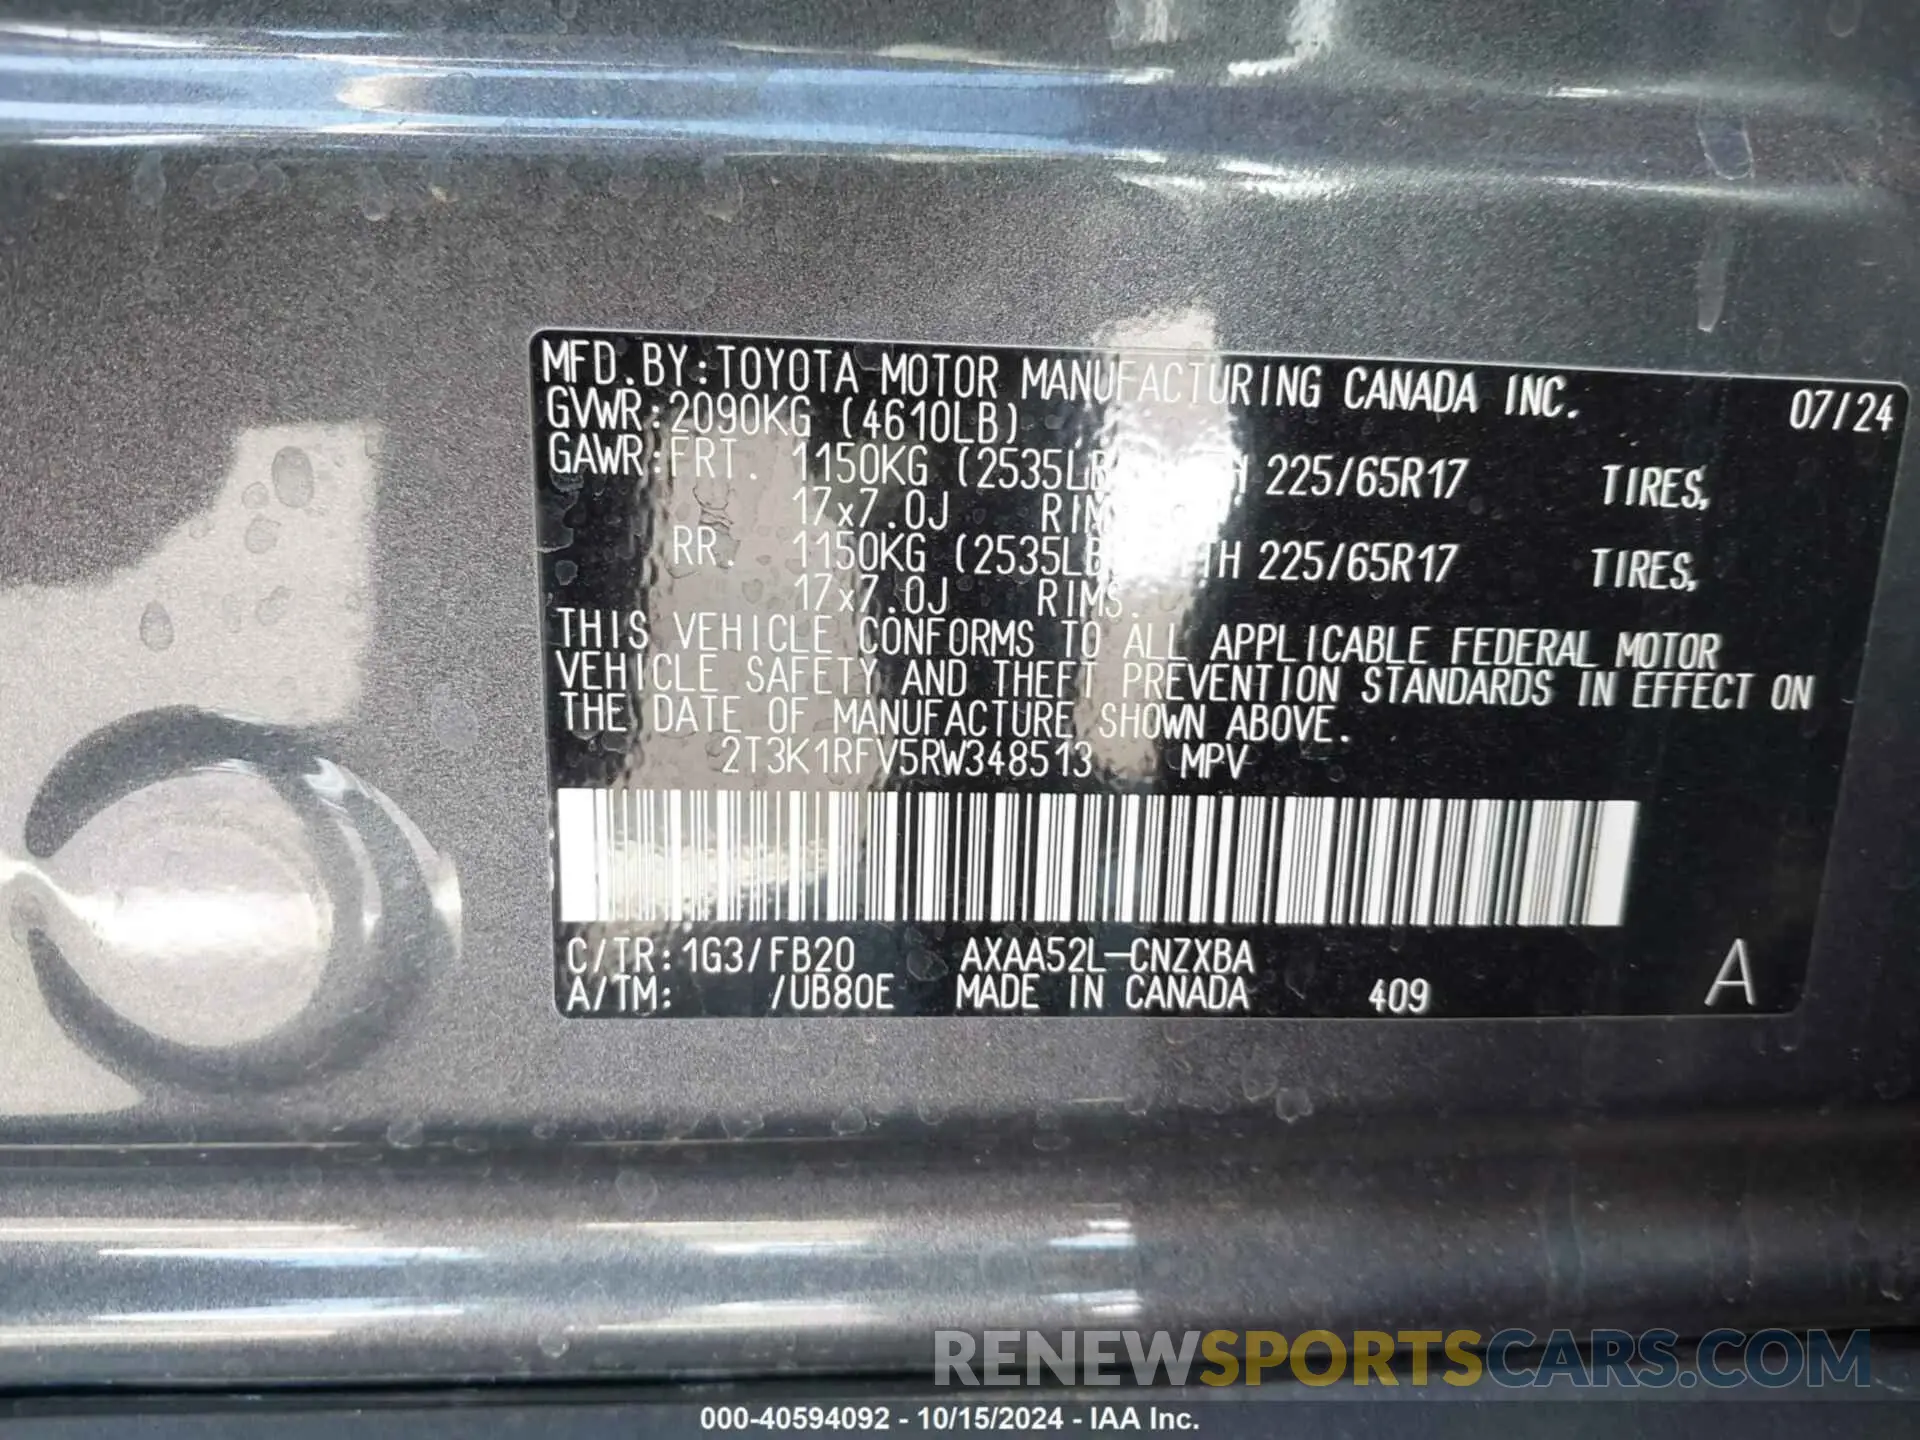 MFD.BY:TOYOTA MOTOR MANUFACTURING CANADA INC. 07/24
GVWR:2090KG (4610LB)
GAWR:FRT. 1150KG (2535LB) WITH 225/65R17 TIRES,
17x7.0J RIMS
RR. 1150KG (2535LB) WITH 225/65R17 TIRES,
17x7.0J RIMS.
THIS VEHICLE CONFORMS TO ALL APPLICABLE FEDERAL MOTOR
VEHICLE SAFETY AND THEFT PREVENTION STANDARDS IN EFFECT ON
THE DATE OF MANUFACTURE SHOWN ABOVE.
2T3K1RFV5RW348513 MPV
C/TR:1G3/FB20 AXAA52L-CNZXBA
A/TM: /UB80E MADE IN CANADA 409 A
RENEWSPORTSCARS.COM
000-40594092 - 10/15/2024 - IAA Inc.